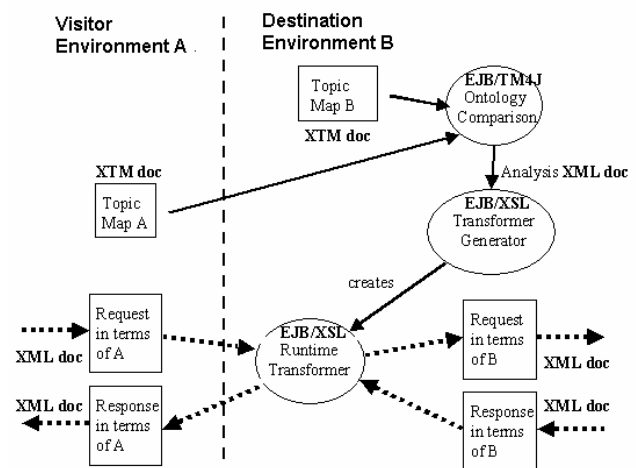 Visitor
Environment A
Destination
Environment B
Topic
Map B
XTM doc
EJB/TM4J
Ontology
Comparison
XTM doc
Topic
Map A
Analysis XML doc
EJB/XSL
Transformer
Generator
creates
Request
in terms
of A
XML doc
EJB/XSL
Runtime
Transformer
Request
in terms
of B
XML doc
XML doc
Response
in terms
of A
Response
in terms
of B
XML doc